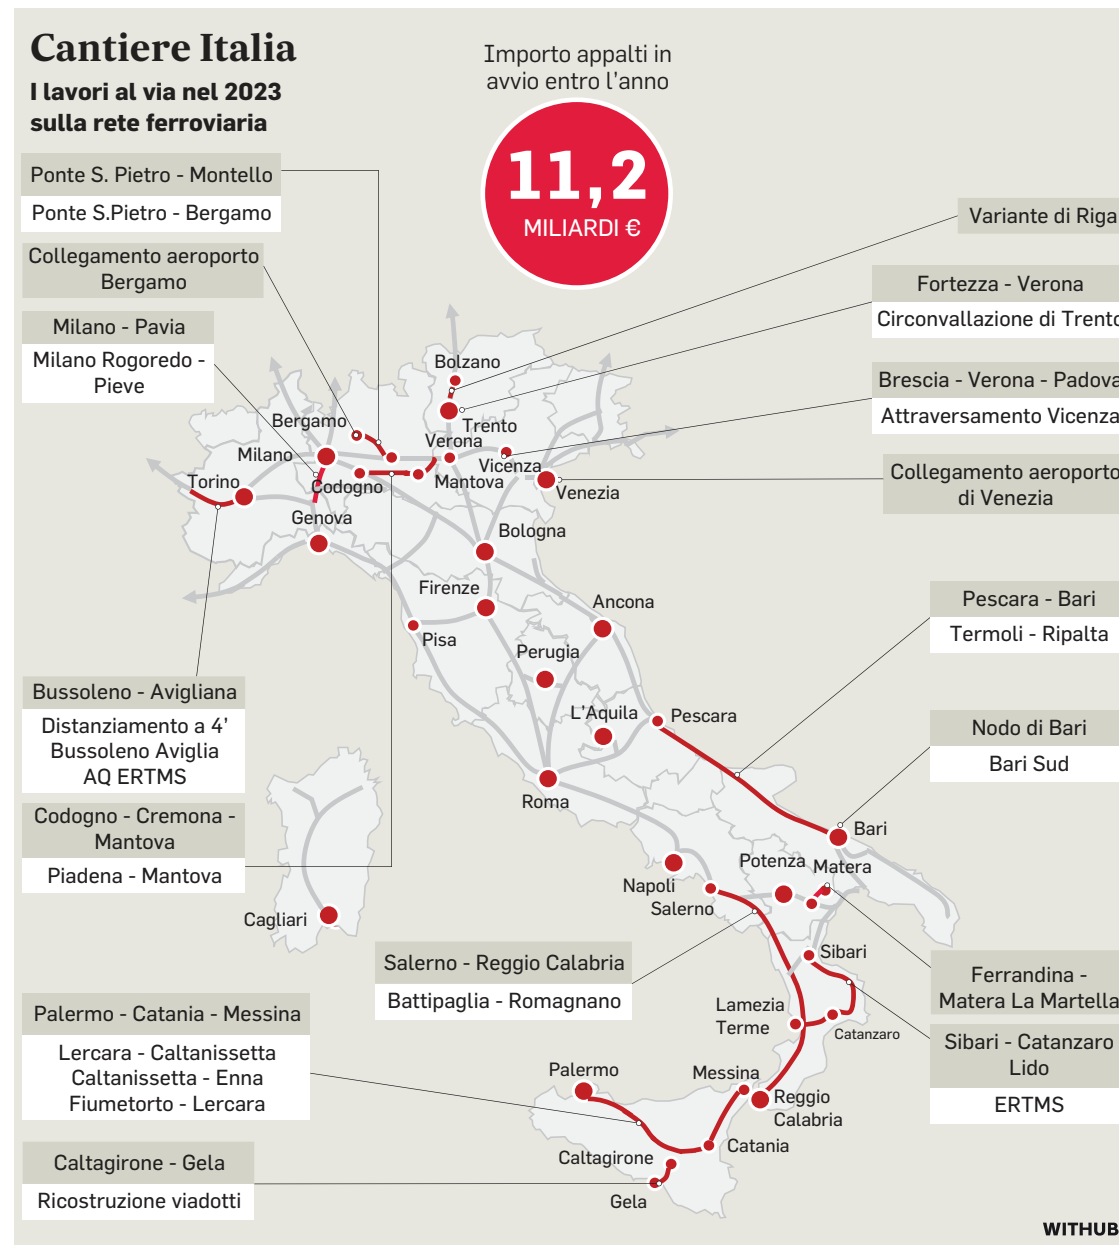 Cantiere Italia
I lavori al via nel 2023
sulla rete ferroviaria
Importo appalti in
avvio entro l'anno
11,2
MILIARDI €
Ponte S. Pietro - Montello
Ponte S.Pietro - Bergamo
Collegamento aeroporto
Bergamo
Milano - Pavia
Milano Rogoredo -
Pieve
Variante di Riga
Fortezza - Verona
Circonvallazione di Trento
Brescia - Verona - Padova
Attraversamento Vicenza
Collegamento aeroporto
di Venezia
Bolzano
Bergamo
Trento
Verona
Milano
Vicenza
Torino
Codogno
Mantova
Venezia
Genova
Bologna
Firenze
Ancona
Pisa
Perugia
L'Aquila
Pescara
Roma
Pescara - Bari
Termoli - Ripalta
Nodo di Bari
Bari Sud
Bussoleno - Avigliana
Distanziamento a 4'
Bussoleno Aviglia
AQ ERTMS
Codogno - Cremona -
Mantova
Piadena - Mantova
Bari
Potenza
Matera
Napoli
Salerno
Cagliari
Sibari
Salerno - Reggio Calabria
Battipaglia - Romagnano
Ferrandina -
Matera La Martella
Lamezia
Terme
Catanzaro
Sibari - Catanzaro
Lido
ERTMS
Palermo - Catania - Messina
Lercara - Caltanissetta
Caltanissetta - Enna
Fiumetorto - Lercara
Palermo
Messina
Reggio
Calabria
Catania
Caltagirone
Gela
Caltagirone - Gela
Ricostruzione viadotti
WITHUB